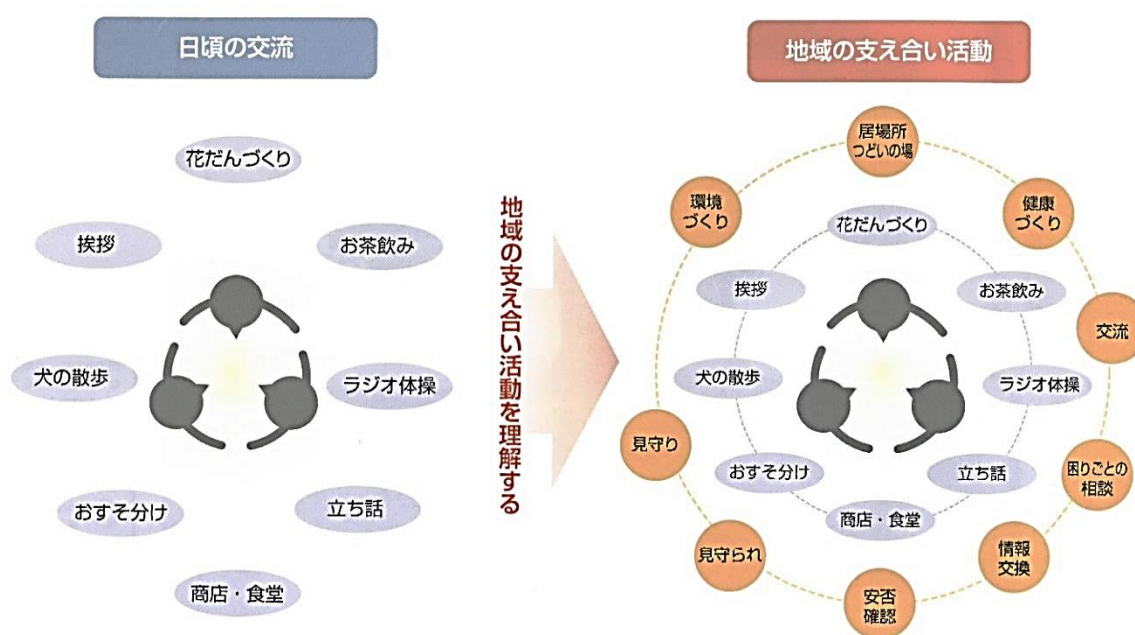 日頃の交流
花だんづくり
挨拶
お茶飲み
犬の散歩
ラジオ体操
おすそ分け
立ち話
商店・食堂
地域の支え合い活動を理解する
地域の支え合い活動
居場所
つどいの場
環境
づくり
健康
づくり
花だんづくり
挨拶
お茶飲み
交流
犬の散歩
ラジオ体操
見守り
おすそ分け
立ち話
困りごとの
相談
商店・食堂
見守られ
情報
交換
安否
確認